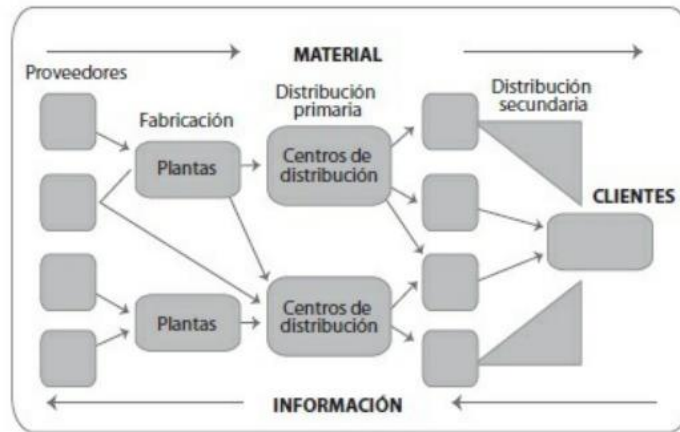 MATERIAL
Proveedores
Fabricación
Distribución
primaria
Distribución
secundaria
Plantas
Centros de
distribución
CLIENTES
Plantas
Centros de
distribución
INFORMACIÓN